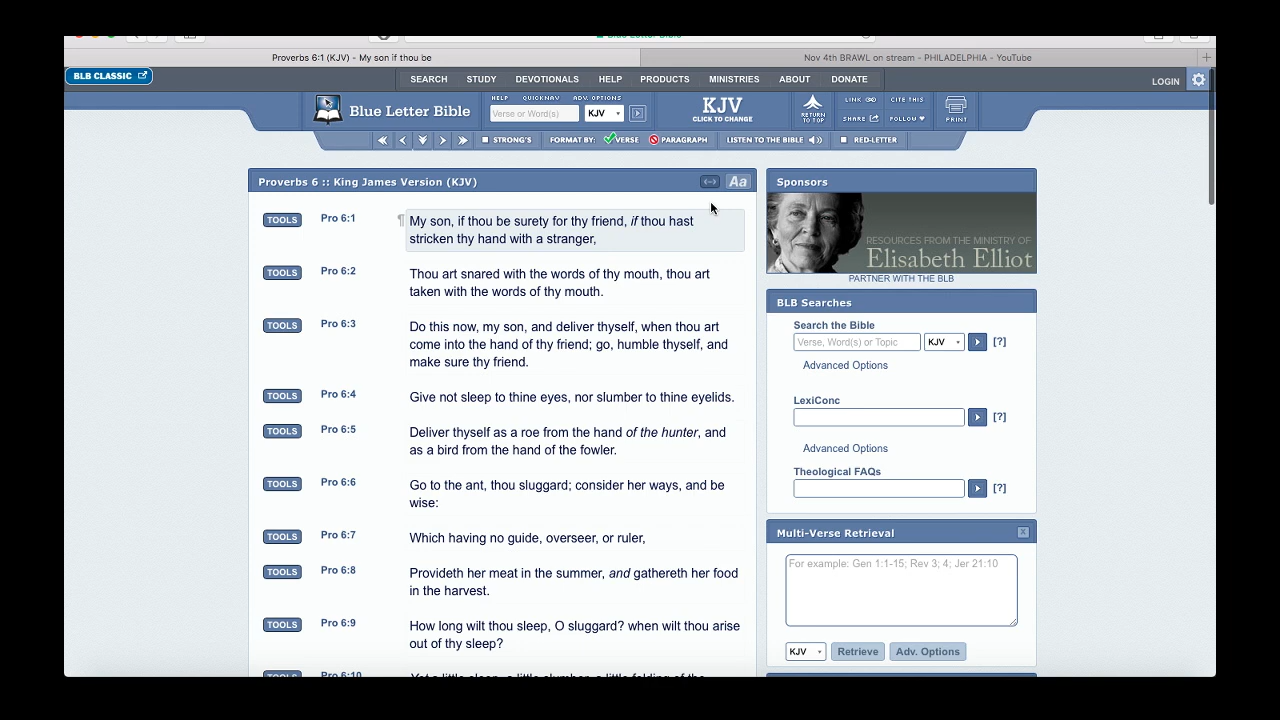 Proverbs 6:1 (KJV) - My son if thou be
Nov 4th BRAWL on stream - PHILADELPHIA - YouTube
BLB CLASSIC
SEARCH STUDY DEVOTIONALS HELP PRODUCTS MINISTRIES ABOUT DONATE
LOGIN
Blue Letter Bible
HELP QUICKNAV ADV. OPTIONS
Verse or Word(s) KJV
KJV
CLICK TO CHANGE
RETURN
TO TOP
LINK CITE THIS
SHARE FOLLOW
PRINT
STRONG'S FORMAT BY: VERSE PARAGRAPH LISTEN TO THE BIBLE RED-LETTER
Proverbs 6 :: King James Version (KJV)
Aa
TOOLS Pro 6:1 ¶ My son, if thou be surety for thy friend, if thou hast
stricken thy hand with a stranger,
TOOLS Pro 6:2 Thou art snared with the words of thy mouth, thou art
taken with the words of thy mouth.
TOOLS Pro 6:3 Do this now, my son, and deliver thyself, when thou art
come into the hand of thy friend; go, humble thyself, and
make sure thy friend.
TOOLS Pro 6:4 Give not sleep to thine eyes, nor slumber to thine eyelids.
TOOLS Pro 6:5 Deliver thyself as a roe from the hand of the hunter, and
as a bird from the hand of the fowler.
TOOLS Pro 6:6 Go to the ant, thou sluggard; consider her ways, and be
wise:
TOOLS Pro 6:7 Which having no guide, overseer, or ruler,
TOOLS Pro 6:8 Provideth her meat in the summer, and gathereth her food
in the harvest.
TOOLS Pro 6:9 How long wilt thou sleep, O sluggard? when wilt thou arise
out of thy sleep?
TOOLS Pro 6:10 Yet a little sleep, a little slumber, a little folding of the
Sponsors
RESOURCES FROM THE MINISTRY OF
Elisabeth Elliot
PARTNER WITH THE BLB
BLB Searches
Search the Bible
Verse, Word(s) or Topic KJV [?]
Advanced Options
LexiConc
[?]
Advanced Options
Theological FAQs
[?]
Multi-Verse Retrieval
x
For example: Gen 1:1-15; Rev 3; 4; Jer 21:10
KJV Retrieve Adv. Options